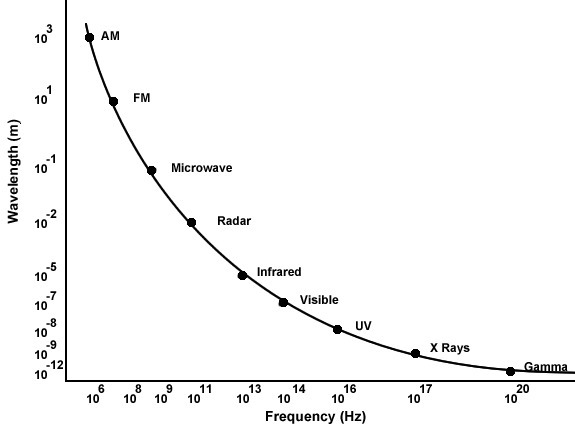 10^3 AM
10^1 FM
10^-1 Microwave
10^-2 Radar
10^-5 Infrared
10^-7 Visible
10^-8 UV
10^-9 X Rays
10^-12 Gamma
Wavelength (m)
10^6 10^8 10^9 10^11 10^13 10^14 10^16 10^17 10^20
Frequency (Hz)